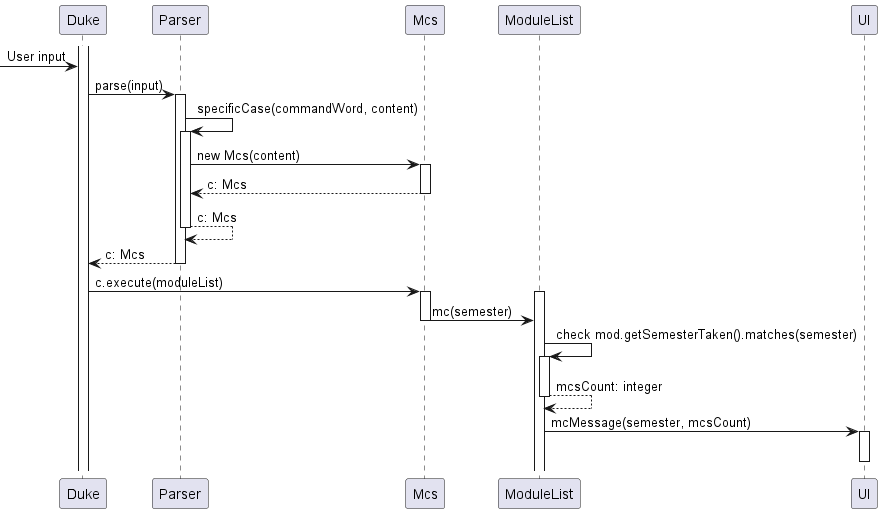 Duke Parser Mcs ModuleList UI
User input
parse(input)
specificCase(commandWord, content)
new Mcs(content)
c: Mcs
c: Mcs
c: Mcs
c.execute(moduleList)
mc(semester)
check mod.getSemesterTaken().matches(semester)
mcsCount: integer
mcMessage(semester, mcsCount)
Duke Parser Mcs ModuleList UI